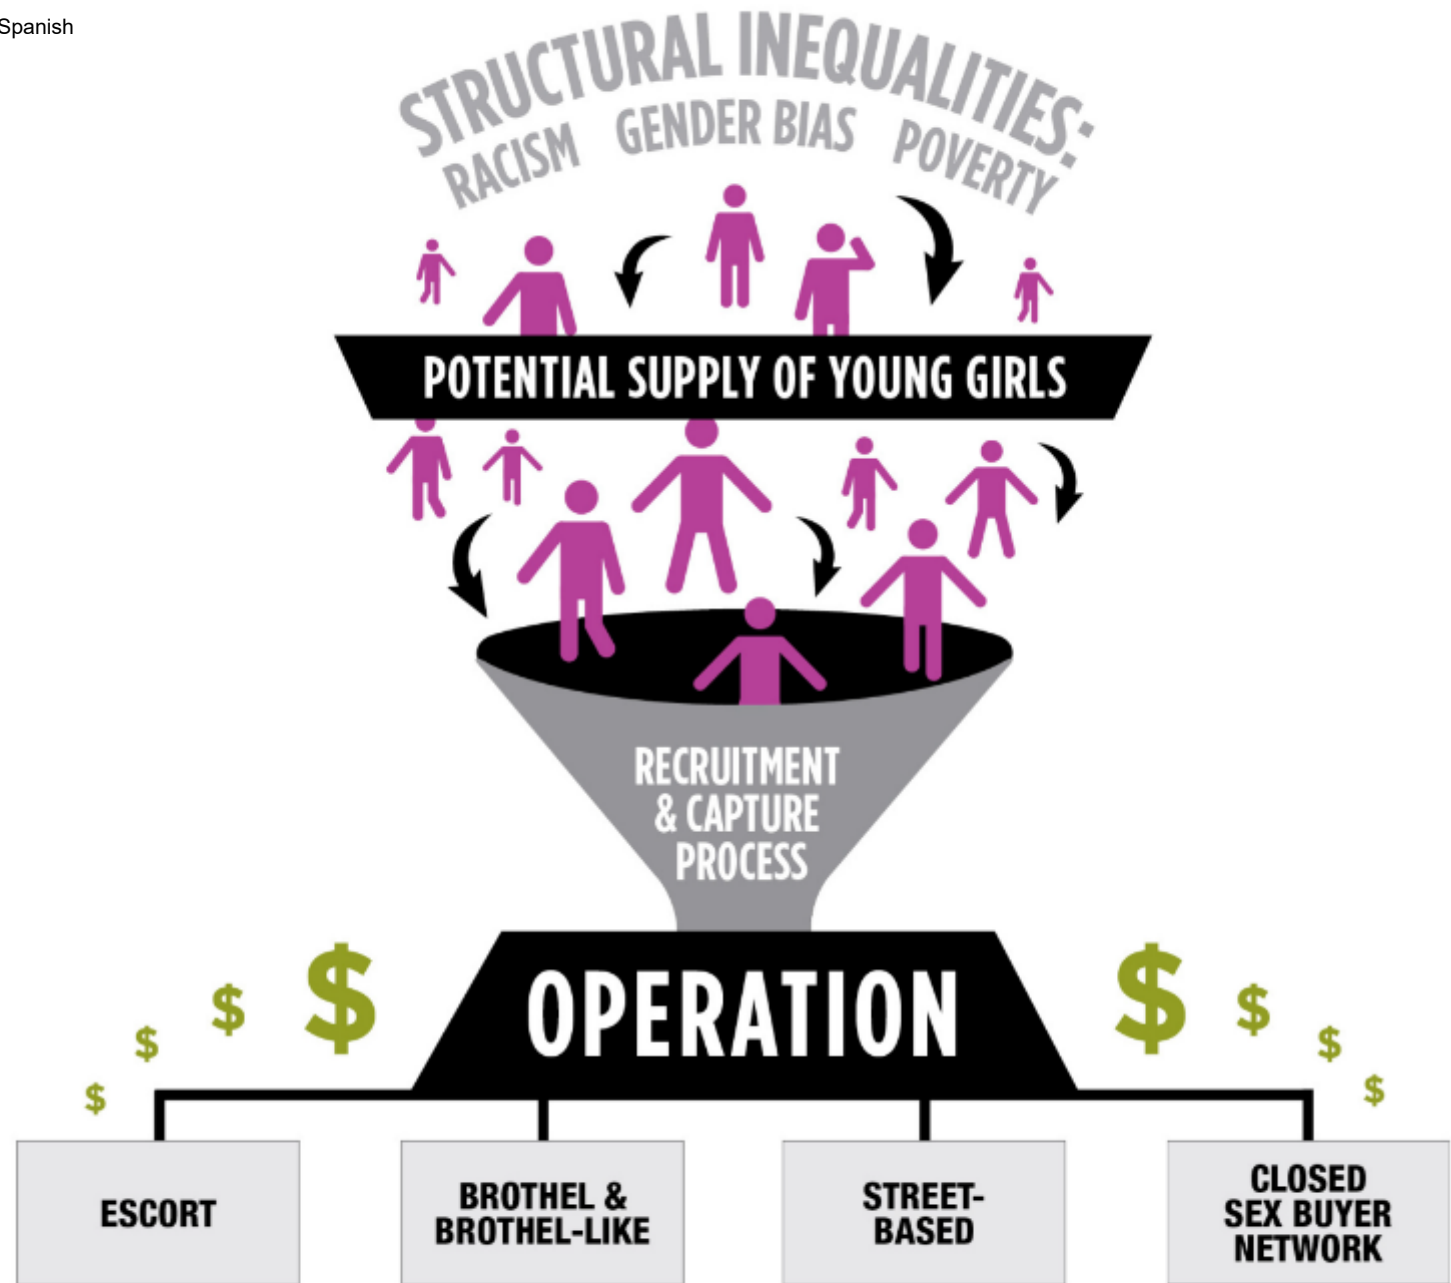 Spanish
STRUCTURAL INEQUALITIES:
RACISM GENDER BIAS POVERTY
POTENTIAL SUPPLY OF YOUNG GIRLS
RECRUITMENT
& CAPTURE
PROCESS
$ $ $ $ OPERATION $ $ $ $
ESCORT
BROTHEL &
BROTHEL-LIKE
STREET-
BASED
CLOSED
SEX BUYER
NETWORK